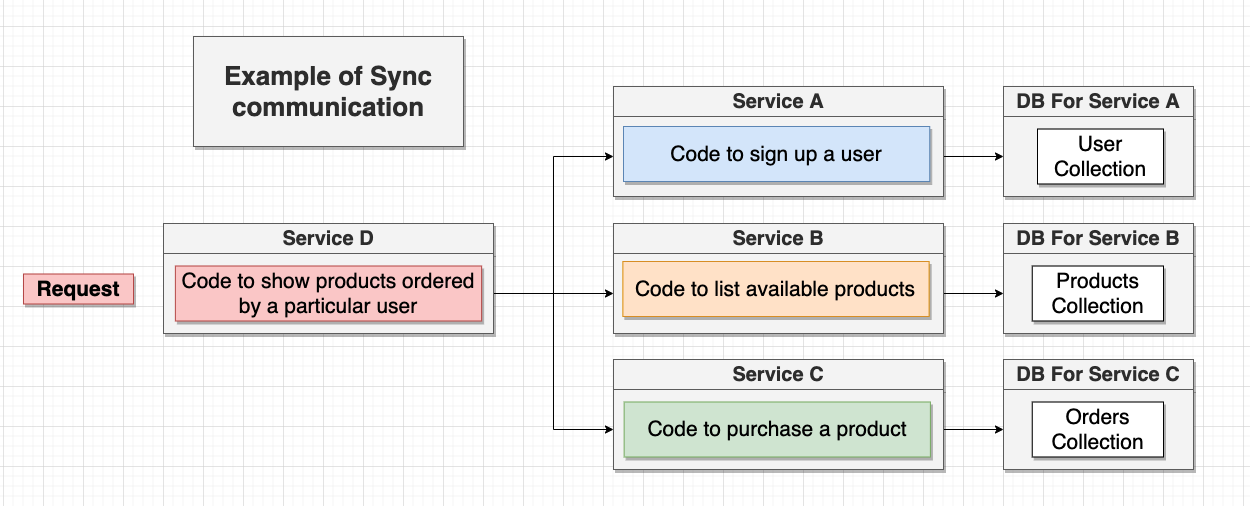 Example of Sync
communication
Service A
Code to sign up a user
DB For Service A
User
Collection
Request
Service D
Code to show products ordered
by a particular user
Service B
Code to list available products
DB For Service B
Products
Collection
Service C
Code to purchase a product
DB For Service C
Orders
Collection